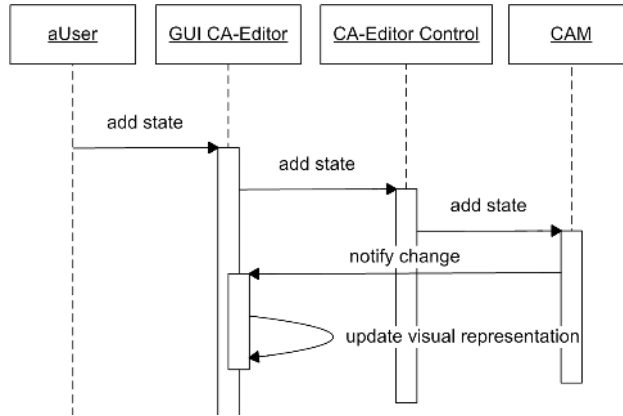 aUser
GUI CA-Editor
CA-Editor Control
CAM
add state
add state
add state
notify change
update visual representation